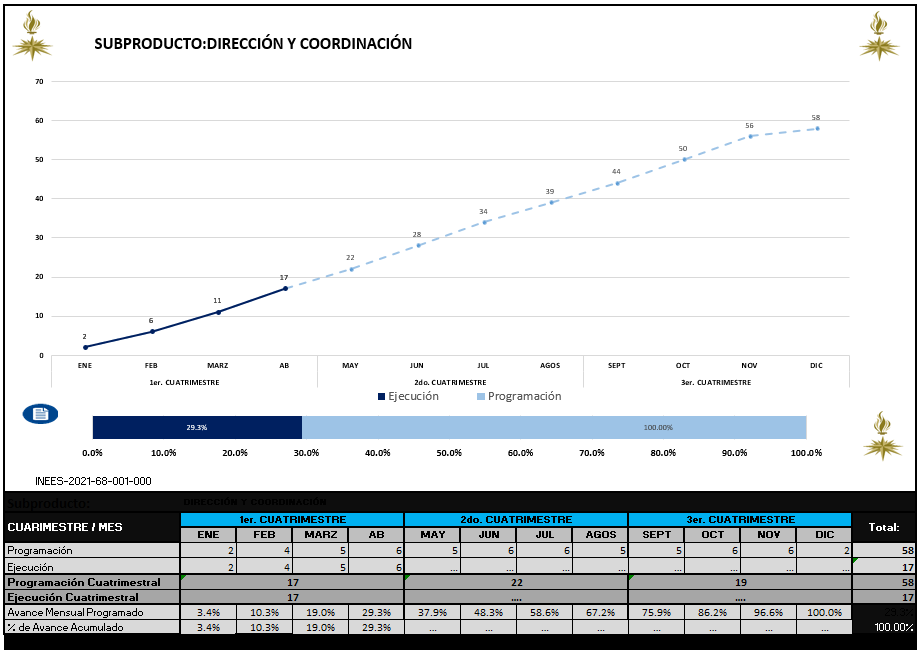 SUBPRODUCTO:DIRECCIÓN Y COORDINACIÓN
70
60
50
40
30
20
10
0
2
6
11
17
22
28
34
39
44
50
56
58
ENE FEB MARZ AB MAY JUN JUL AGOS SEPT OCT NOV DIC
1er. CUATRIMESTRE 2do. CUATRIMESTRE 3er. CUATRIMESTRE
Ejecución Programación
29.3% 100.00%
0.0% 10.0% 20.0% 30.0% 40.0% 50.0% 60.0% 70.0% 80.0% 90.0% 100.0%
INEES-2021-68-001-000
Subproducto: DIRECCIÓN Y COORDINACIÓN
CUARIMESTRE / MES 1er. CUATRIMESTRE 2do. CUATRIMESTRE 3er. CUATRIMESTRE Total:
ENE FEB MARZ AB MAY JUN JUL AGOS SEPT OCT NOV DIC
Programación 2 4 5 6 5 6 6 5 5 6 6 2 58
Ejecución 2 4 5 6 ... ... ... ... ... ... ... ... 17
Programación Cuatrimestral 17 22 19 58
Ejecución Cuatrimestral 17 .... .... 17
Avance Mensual Programado 3.4% 10.3% 19.0% 29.3% 37.9% 48.3% 58.6% 67.2% 75.9% 86.2% 96.6% 100.0%
% de Avance Acumulado 3.4% 10.3% 19.0% 29.3% ... ... ... ... ... ... ... ... 100.00%